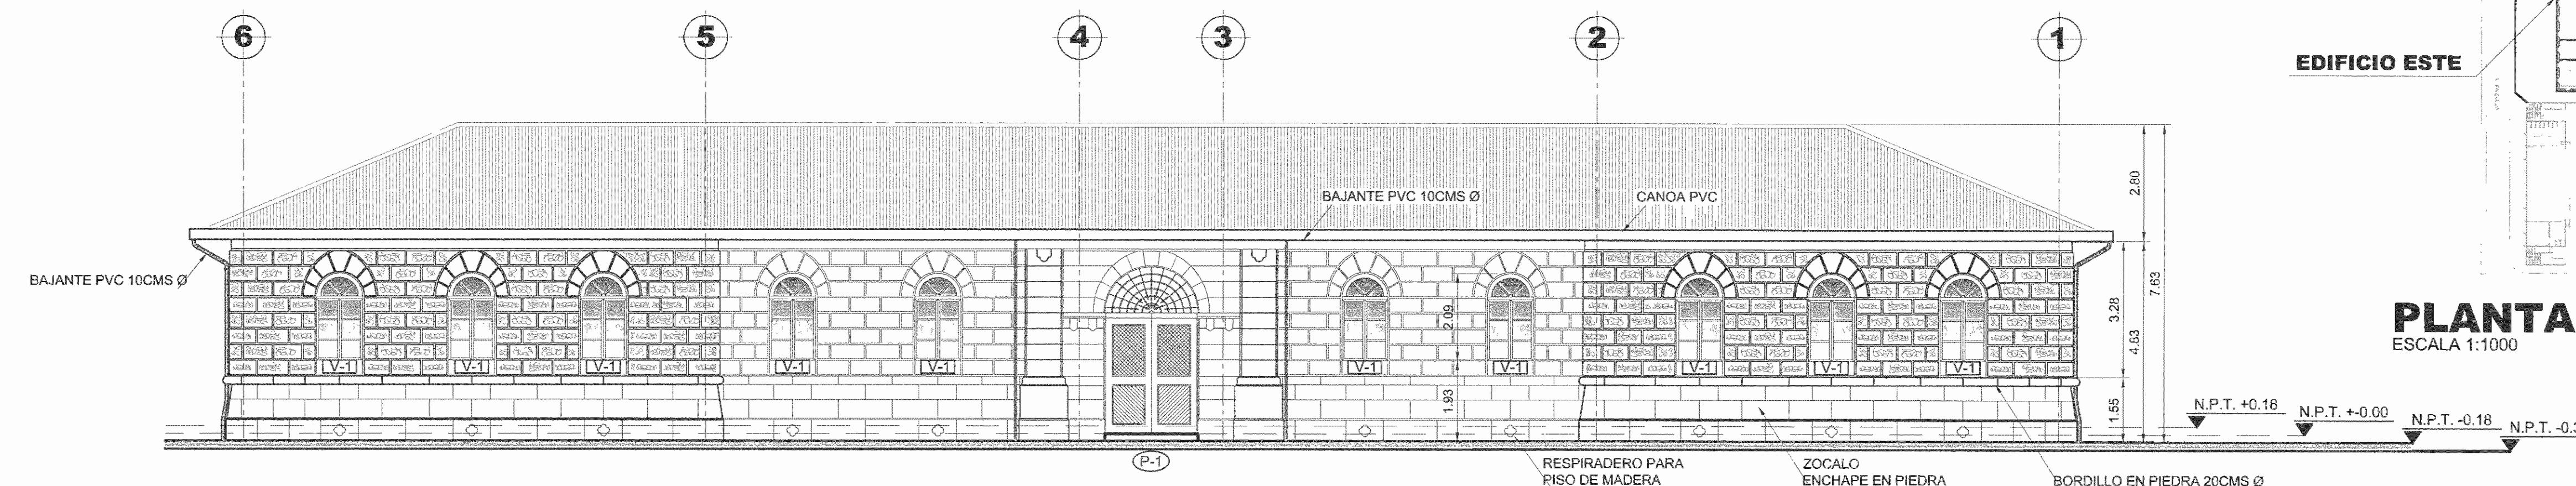 6
5
4
3
2
1
EDIFICIO ESTE
BAJANTE PVC 10CMS Ø
CANOA PVC
BAJANTE PVC 10CMS Ø
2.80
7.63
3.28
4.83
1.55
2.09
1.93
V-1
V-1
V-1
V-1
V-1
V-1
V-1
V-1
V-1
V-1
P-1
PLANTA
ESCALA 1:1000
N.P.T. +0.18
N.P.T. +-0.00
N.P.T. -0.18
N.P.T. -0.3
RESPIRADERO PARA
PISO DE MADERA
ZOCALO
ENCHAPE EN PIEDRA
BORDILLO EN PIEDRA 20CMS Ø